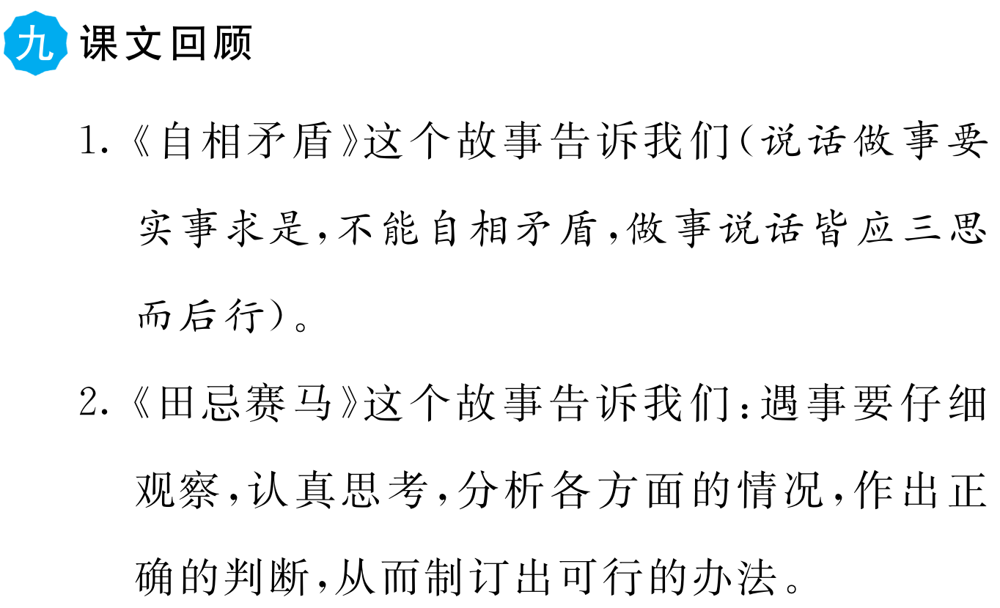 九 课文回顾
1.《自相矛盾》这个故事告诉我们(说话做事要
实事求是,不能自相矛盾,做事说话皆应三思
而后行)。
2.《田忌赛马》这个故事告诉我们:遇事要仔细
观察,认真思考,分析各方面的情况,作出正
确的判断,从而制订出可行的办法。